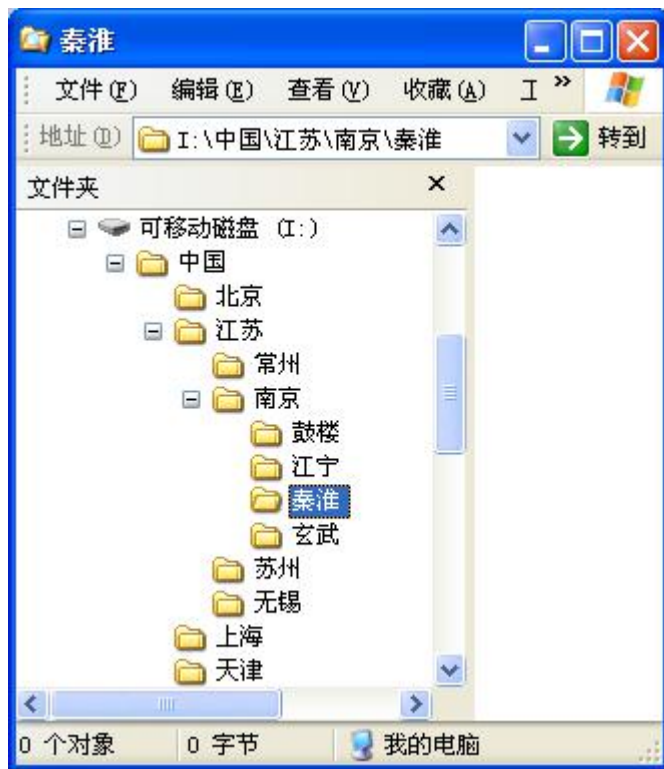 秦淮
文件(F) 编辑(E) 查看(V) 收藏(A) 工 »
地址(D) I:\中国\江苏\南京\秦淮 转到
文件夹 ×
可移动磁盘 (I:)
中国
北京
江苏
常州
南京
鼓楼
江宁
秦淮
玄武
苏州
无锡
上海
天津
0 个对象 0 字节 我的电脑